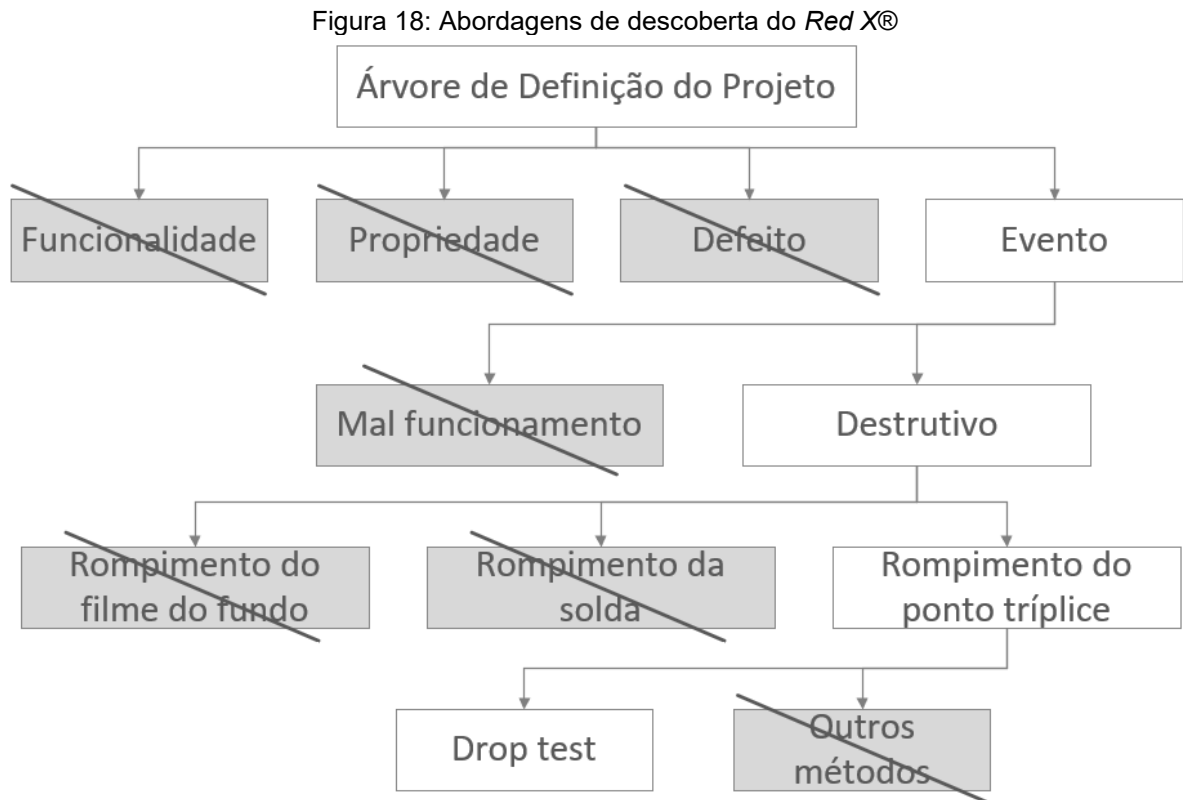 Figura 18: Abordagens de descoberta do Red X®
Árvore de Definição do Projeto
Funcionalidade
Propriedade
Defeito
Evento
Mal funcionamento
Destrutivo
Rompimento do
filme do fundo
Rompimento da
solda
Rompimento do
ponto tríplice
Drop test
Outros
métodos